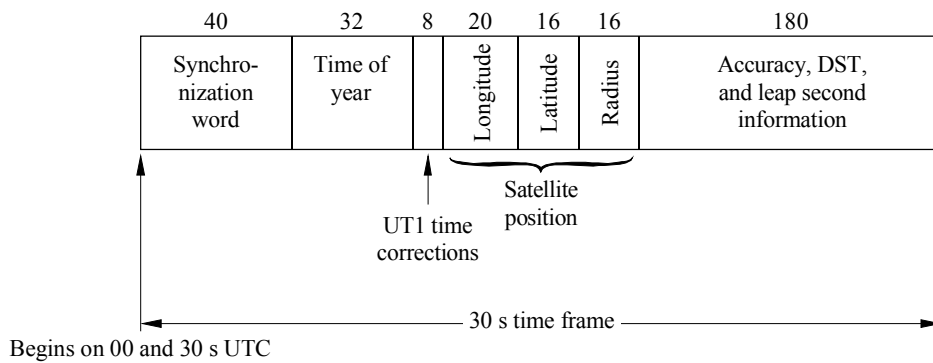 40 32 8 20 16 16 180
Synchro-
nization
word
Time of
year
Longitude
Latitude
Radius
Accuracy, DST,
and leap second
information
UT1 time
corrections
Satellite
position
30 s time frame
Begins on 00 and 30 s UTC